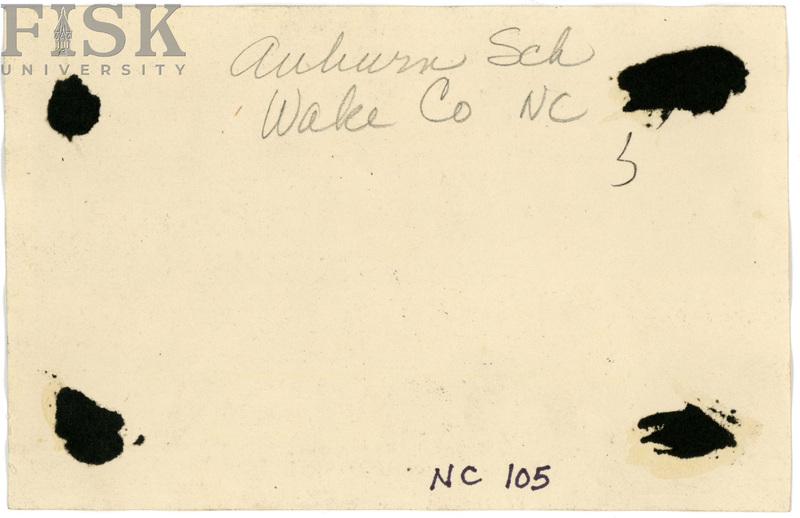 FISK
UNIVERSITY
Auburn Sch
Wake Co NC
5
NC 105